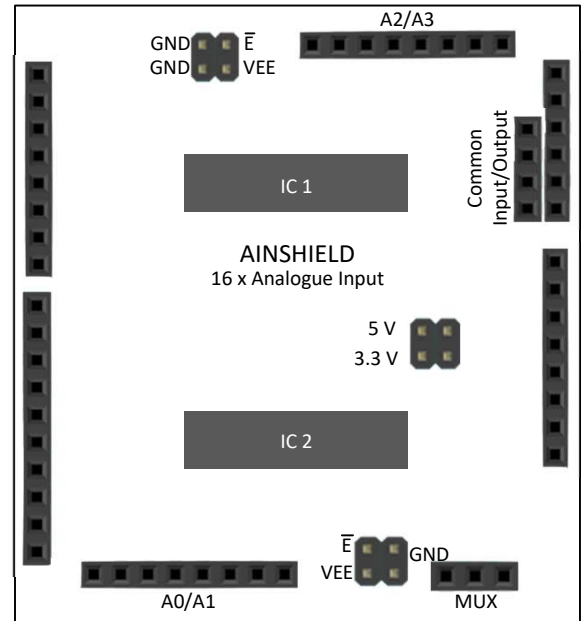 A2/A3
GND E̅
GND VEE
Common
Input/Output
IC 1
AINSHIELD
16 x Analogue Input
5 V
3.3 V
IC 2
E̅ GND
VEE
A0/A1
MUX